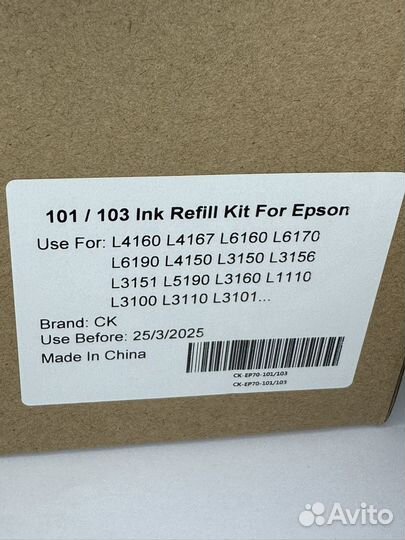 101 / 103 Ink Refill Kit For Epson
Use For: L4160 L4167 L6160 L6170
L6190 L4150 L3150 L3156
L3151 L5190 L3160 L1110
L3100 L3110 L3101...
Brand: CK
Use Before: 25/3/2025
Made In China
CK-EP70-101/103
CK-EP70-101/103
Avito